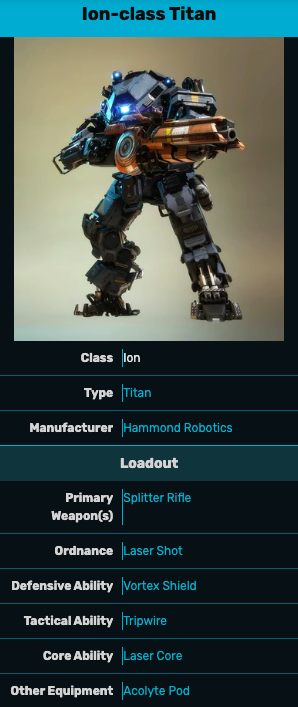 Ion-class Titan
Class Ion
Type Titan
Manufacturer Hammond Robotics
Loadout
Primary Splitter Rifle
Weapon(s)
Ordnance Laser Shot
Defensive Ability Vortex Shield
Tactical Ability Tripwire
Core Ability Laser Core
Other Equipment Acolyte Pod